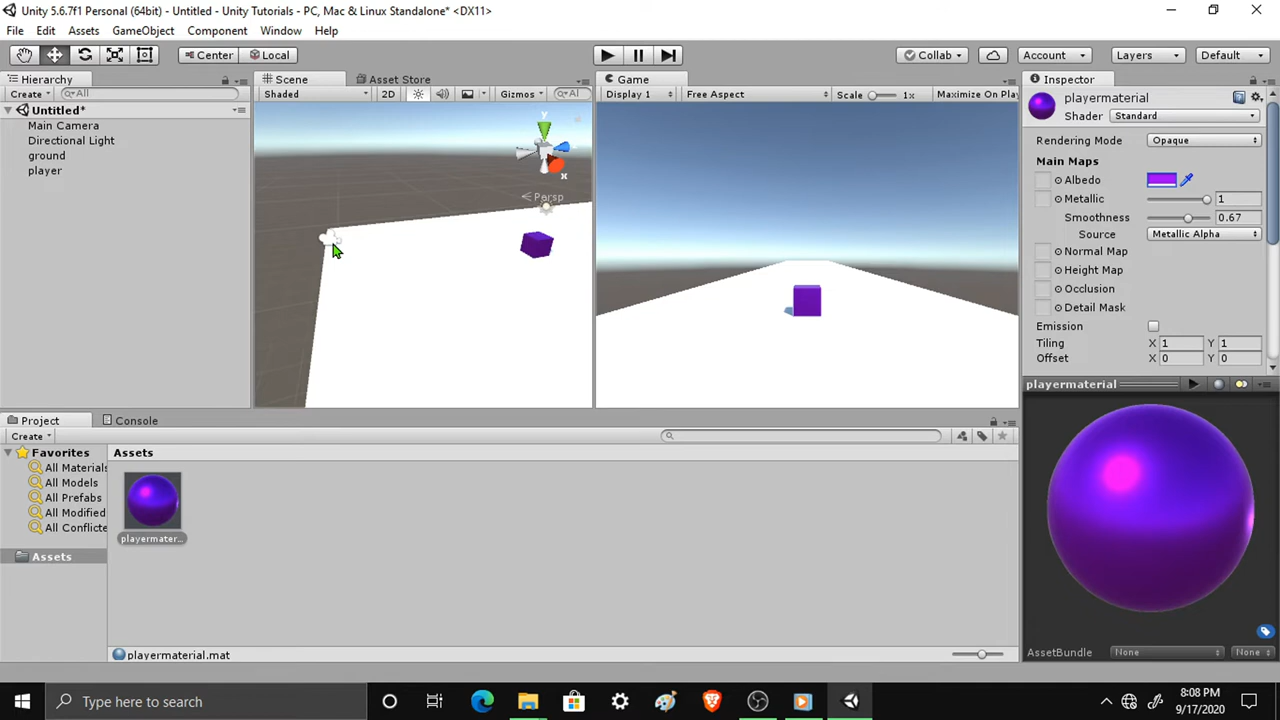 Unity 5.6.7f1 Personal (64bit) - Untitled - Unity Tutorials - PC, Mac & Linux Standalone* <DX11>
File Edit Assets GameObject Component Window Help
Center Local Collab Account Layers Default
Hierarchy Scene Asset Store Game Inspector
Create All Shaded 2D Gizmos Al Display 1 Free Aspect Scale 1x Maximize On Play
playermaterial
Shader Standard
Untitled*
Main Camera
Directional Light
ground
player
y
x
Persp
Rendering Mode Opaque
Main Maps
Albedo
Metallic 1
Smoothness 0.67
Source Metallic Alpha
Normal Map
Height Map
Occlusion
Detail Mask
Emission
Tiling X 1 Y 1
Offset X 0 Y 0
playermaterial
Project Console
Create
Favorites
All Materials
All Models
All Prefabs
All Modified
All Conflicte
Assets
Assets
playermater...
playermaterial.mat
AssetBundle None None
Type here to search
8:08 PM
9/17/2020